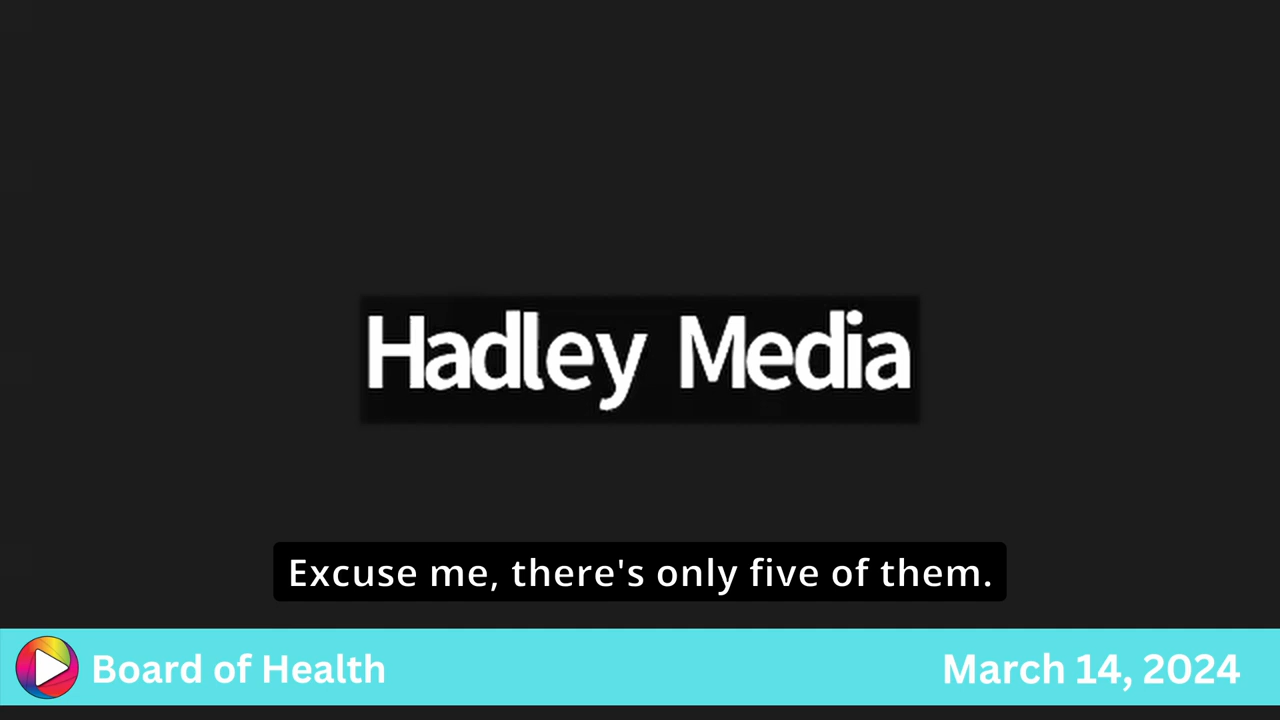 Hadley Media
Excuse me, there's only five of them.
Board of Health
March 14, 2024